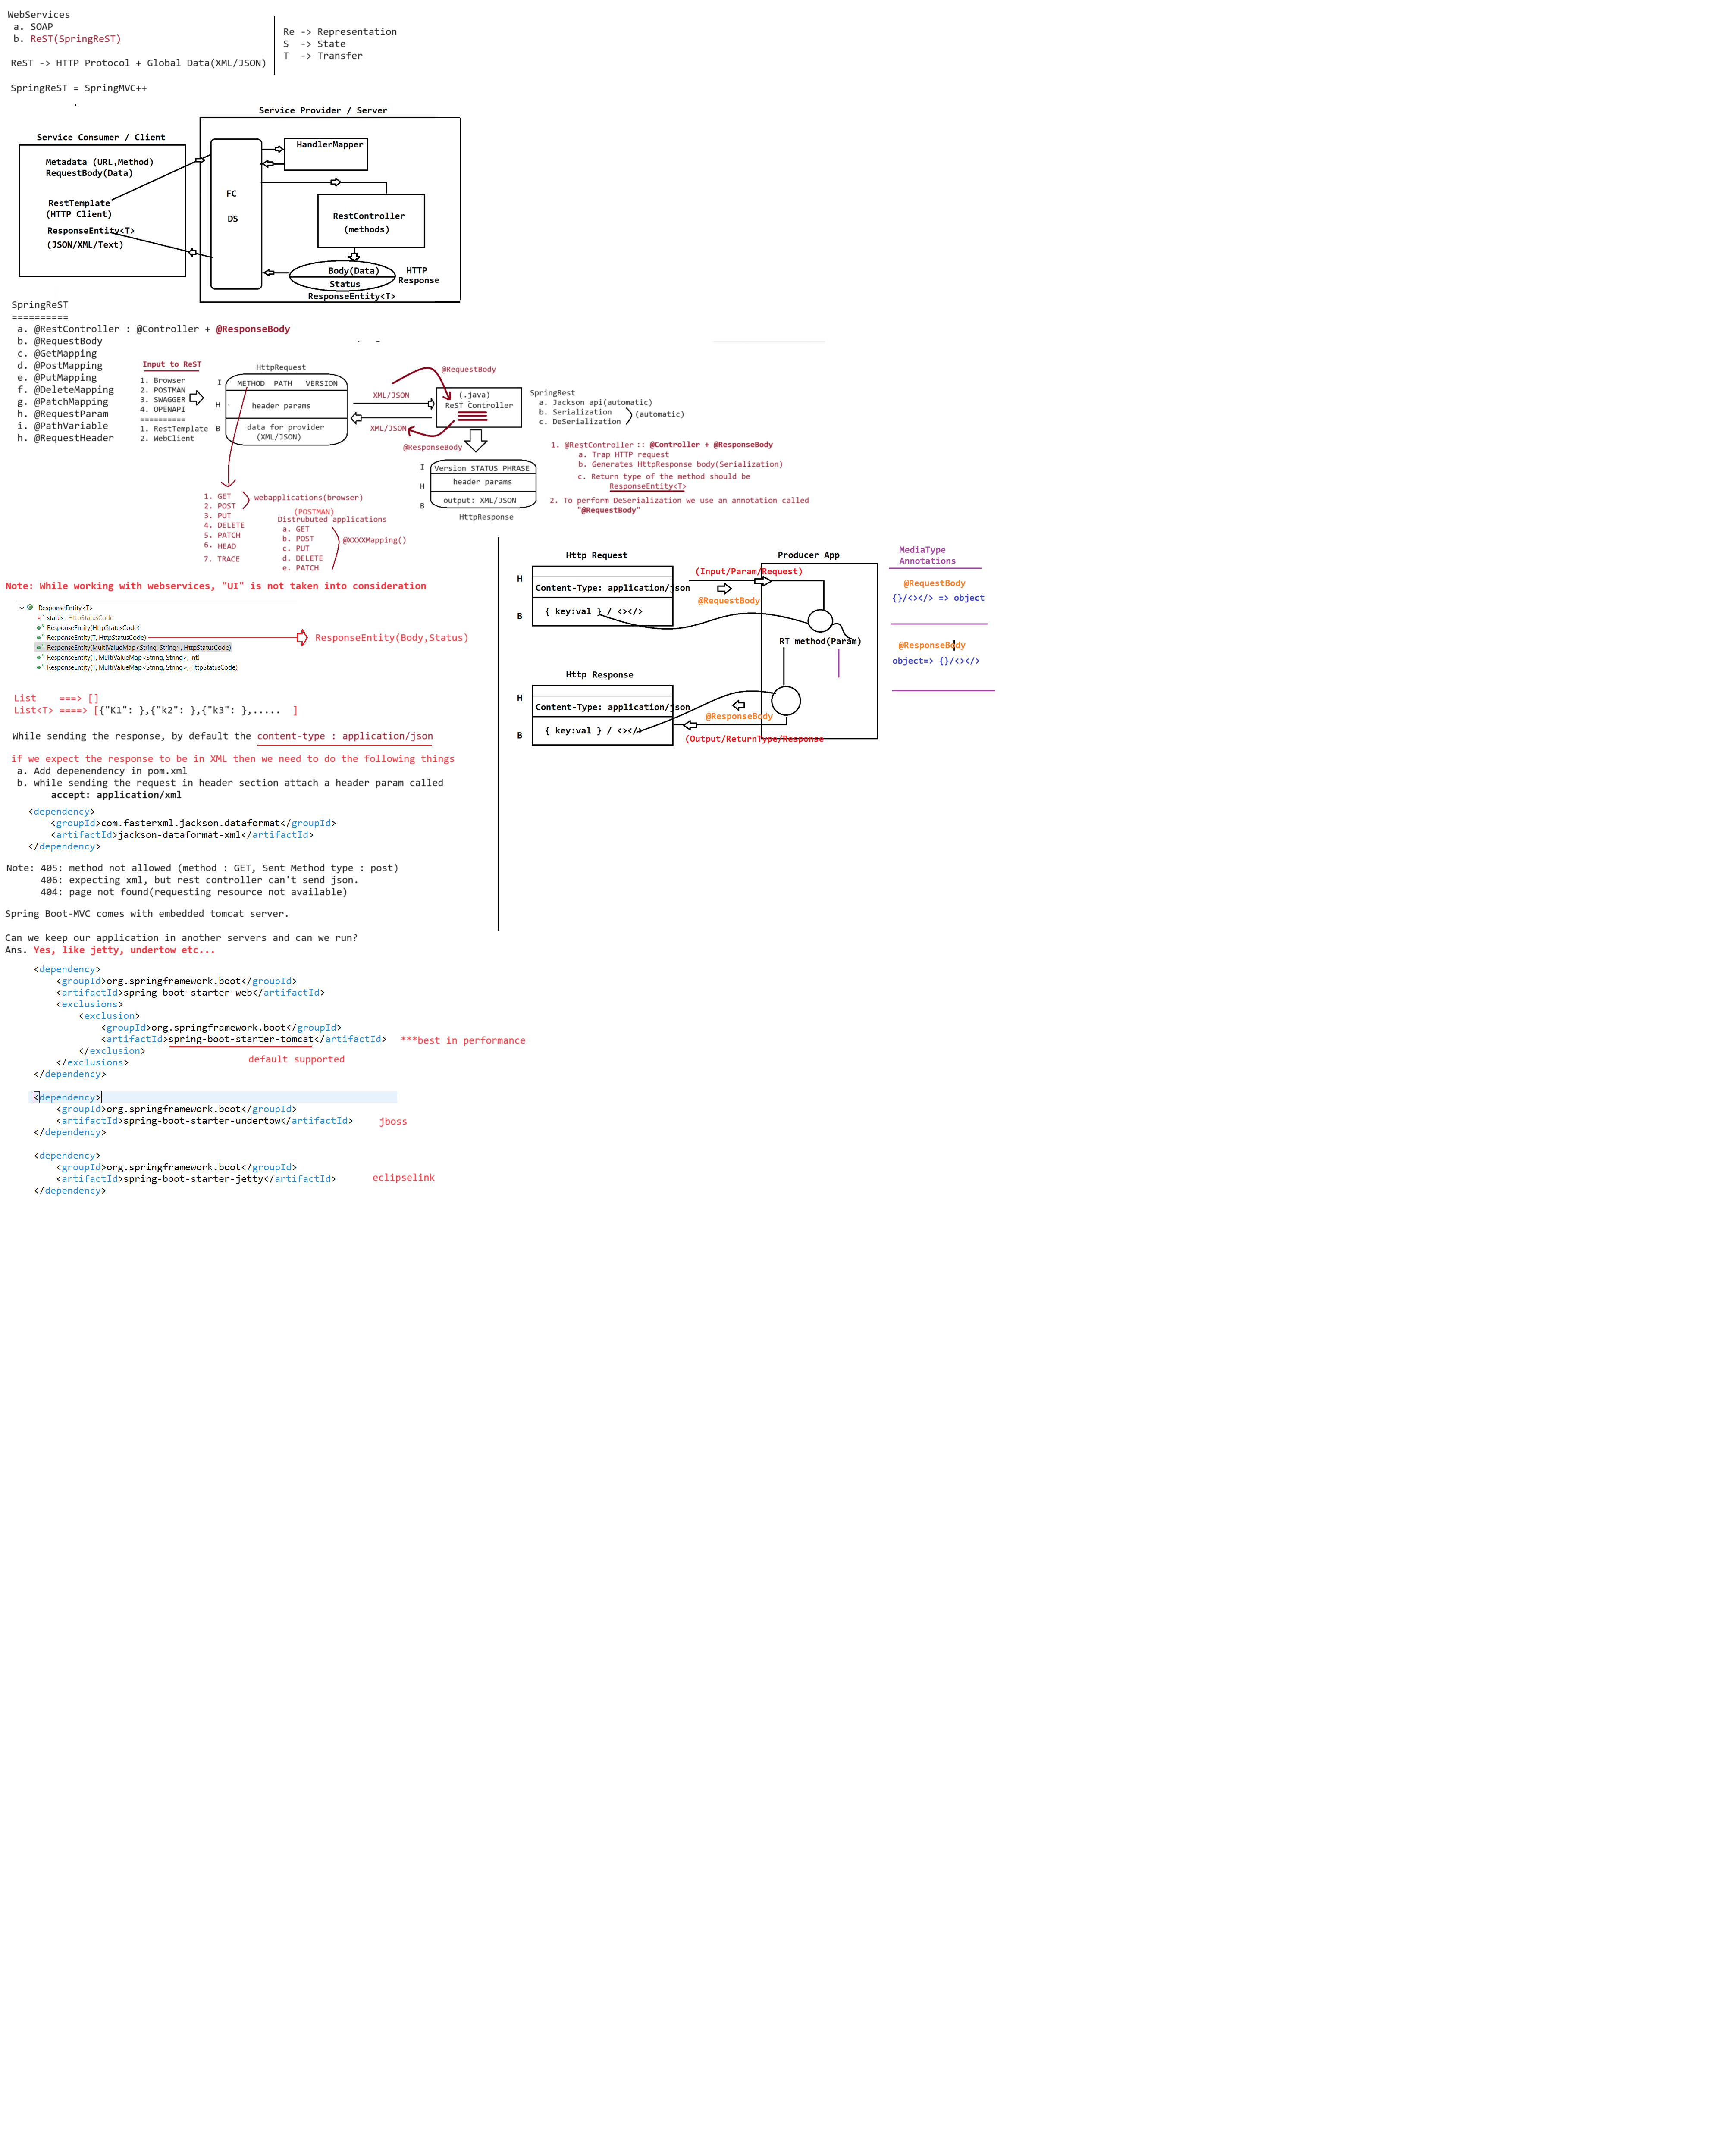 WebServices
a. SOAP
b. ReST(SpringReST)
ReST -> HTTP Protocol + Global Data(XML/JSON)
Re -> Representation
S -> State
T -> Transfer
SpringReST = SpringMVC++
Service Provider / Server
Service Consumer / Client
Metadata (URL,Method)
RequestBody(Data)
RestTemplate
(HTTP Client)
ResponseEntity<T>
(JSON/XML/Text)
FC
DS
HandlerMapper
RestController
(methods)
Body(Data)
Status
HTTP
Response
ResponseEntity<T>
SpringReST
==========
a. @RestController : @Controller + @ResponseBody
b. @RequestBody
c. @GetMapping
d. @PostMapping
e. @PutMapping
f. @DeleteMapping
g. @PatchMapping
h. @RequestParam
i. @PathVariable
h. @RequestHeader
Input to ReST
1. Browser
2. POSTMAN
3. SWAGGER
4. OPENAPI
==========
1. RestTemplate
2. WebClient
HttpRequest
I
METHOD PATH VERSION
H
header params
B
data for provider
(XML/JSON)
XML/JSON
XML/JSON
@RequestBody
@ResponseBody
(.java)
ReST Controller
SpringRest
a. Jackson api(automatic)
b. Serialization
c. DeSerialization
(automatic)
1. @RestController :: @Controller + @ResponseBody
a. Trap HTTP request
b. Generates HttpResponse body(Serialization)
c. Return type of the method should be
ResponseEntity<T>
2. To perform DeSerialization we use an annotation called
"@RequestBody"
I
Version STATUS PHRASE
H
header params
B
output: XML/JSON
HttpResponse
1. GET
2. POST
3. PUT
4. DELETE
5. PATCH
6. HEAD
7. TRACE
webapplications(browser)
(POSTMAN)
Distrubuted applications
a. GET
b. POST
c. PUT
d. DELETE
e. PATCH
@XXXXMapping()
Note: While working with webservices, "UI" is not taken into consideration
ResponseEntity<T>
status : HttpStatusCode
ResponseEntity(HttpStatusCode)
ResponseEntity(T, HttpStatusCode)
ResponseEntity(MultiValueMap<String, String>, HttpStatusCode)
ResponseEntity(T, MultiValueMap<String, String>, int)
ResponseEntity(T, MultiValueMap<String, String>, HttpStatusCode)
ResponseEntity(Body,Status)
List ===> []
List<T> ====> [{"K1": },{"k2": },{"k3": },..... ]
While sending the response, by default the content-type : application/json
if we expect the response to be in XML then we need to do the following things
a. Add depenendency in pom.xml
b. while sending the request in header section attach a header param called
accept: application/xml
<dependency>
<groupId>com.fasterxml.jackson.dataformat</groupId>
<artifactId>jackson-dataformat-xml</artifactId>
</dependency>
Note: 405: method not allowed (method : GET, Sent Method type : post)
406: expecting xml, but rest controller can't send json.
404: page not found(requesting resource not available)
Spring Boot-MVC comes with embedded tomcat server.
Can we keep our application in another servers and can we run?
Ans. Yes, like jetty, undertow etc...
<dependency>
<groupId>org.springframework.boot</groupId>
<artifactId>spring-boot-starter-web</artifactId>
<exclusions>
<exclusion>
<groupId>org.springframework.boot</groupId>
<artifactId>spring-boot-starter-tomcat</artifactId> ***best in performance
</exclusion>
default supported
</exclusions>
</dependency>
<dependency>
<groupId>org.springframework.boot</groupId>
<artifactId>spring-boot-starter-undertow</artifactId> jboss
</dependency>
<dependency>
<groupId>org.springframework.boot</groupId>
<artifactId>spring-boot-starter-jetty</artifactId> eclipselink
</dependency>
Http Request
H
Content-Type: application/json
B
{ key:val } / <></>
(Input/Param/Request)
@RequestBody
Producer App
RT method(Param)
MediaType
Annotations
@RequestBody
{}/<></> => object
@ResponseBody
object=> {}/<></>
Http Response
H
Content-Type: application/json
B
{ key:val } / <></>
@ResponseBody
(Output/ReturnType/Response